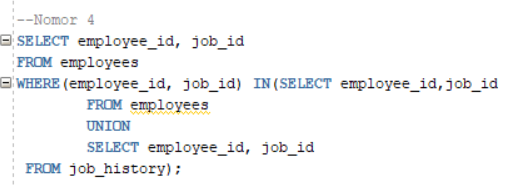 --Nomor 4
SELECT employee_id, job_id
FROM employees
WHERE(employee_id, job_id) IN(SELECT employee_id,job_id
FROM employees
UNION
SELECT employee_id, job_id
FROM job_history);